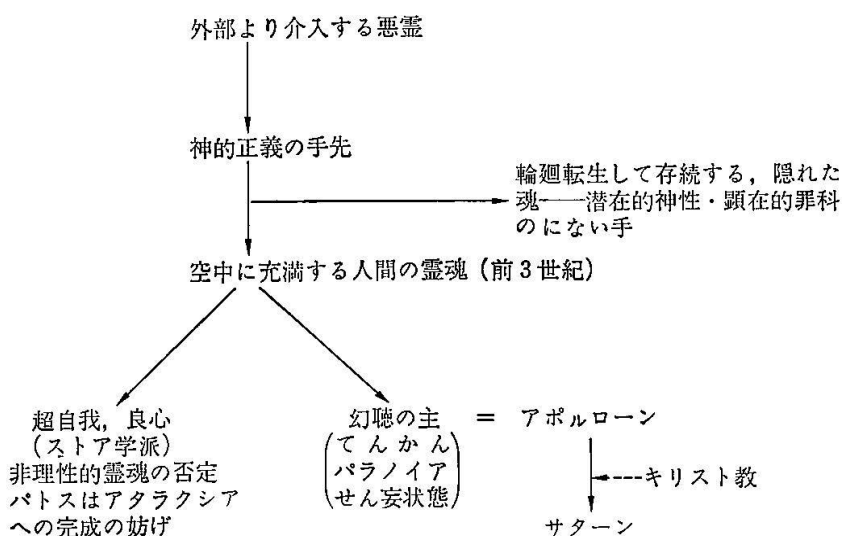 外部より介入する悪霊
神的正義の手先
輪廻転生して存続する，隠れた
魂――潜在的神性・顕在的罪科
のにない手
空中に充満する人間の霊魂（前3世紀）
超自我，良心
（ストア学派）
非理性的霊魂の否定
パトスはアタラクシア
への完成の妨げ
幻聴の主 ＝ アポルローン
（てんかん
パラノイア
せん妄状態）
キリスト教
サターン